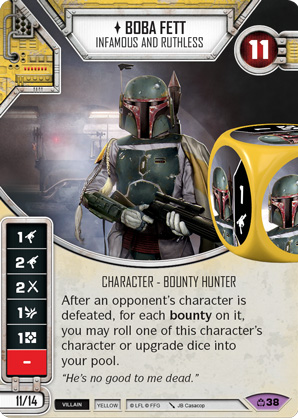 BOBA FETT
INFAMOUS AND RUTHLESS
11
1
1
2
2
1
1
–
CHARACTER - BOUNTY HUNTER
After an opponent's character is
defeated, for each bounty on it,
you may roll one of this character's
character or upgrade dice into
your pool.
"He's no good to me dead."
11/14
VILLAIN
YELLOW
© LFL © FFG
JB Casacop
38